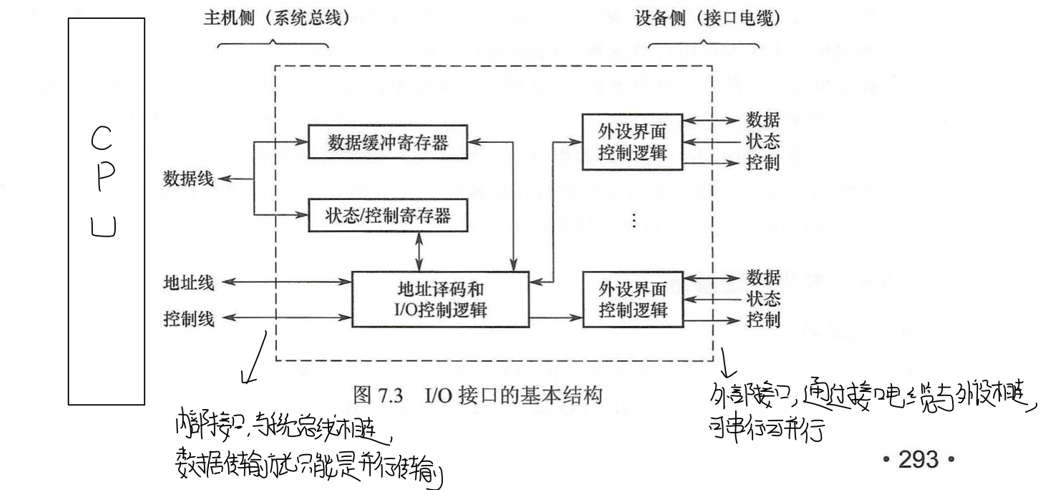 主机侧（系统总线）
设备侧（接口电缆）
C
P
U
数据缓冲寄存器
外设界面
控制逻辑
数据
状态
控制
数据线
状态/控制寄存器
⋮
地址线
控制线
地址译码和
I/O控制逻辑
外设界面
控制逻辑
数据
状态
控制
图 7.3 I/O 接口的基本结构
内部接口，与系统总线相连，
数据传输方式只能是并行传输
外部接口，通过接口电缆与外设相连，
可串行可并行
• 293 •